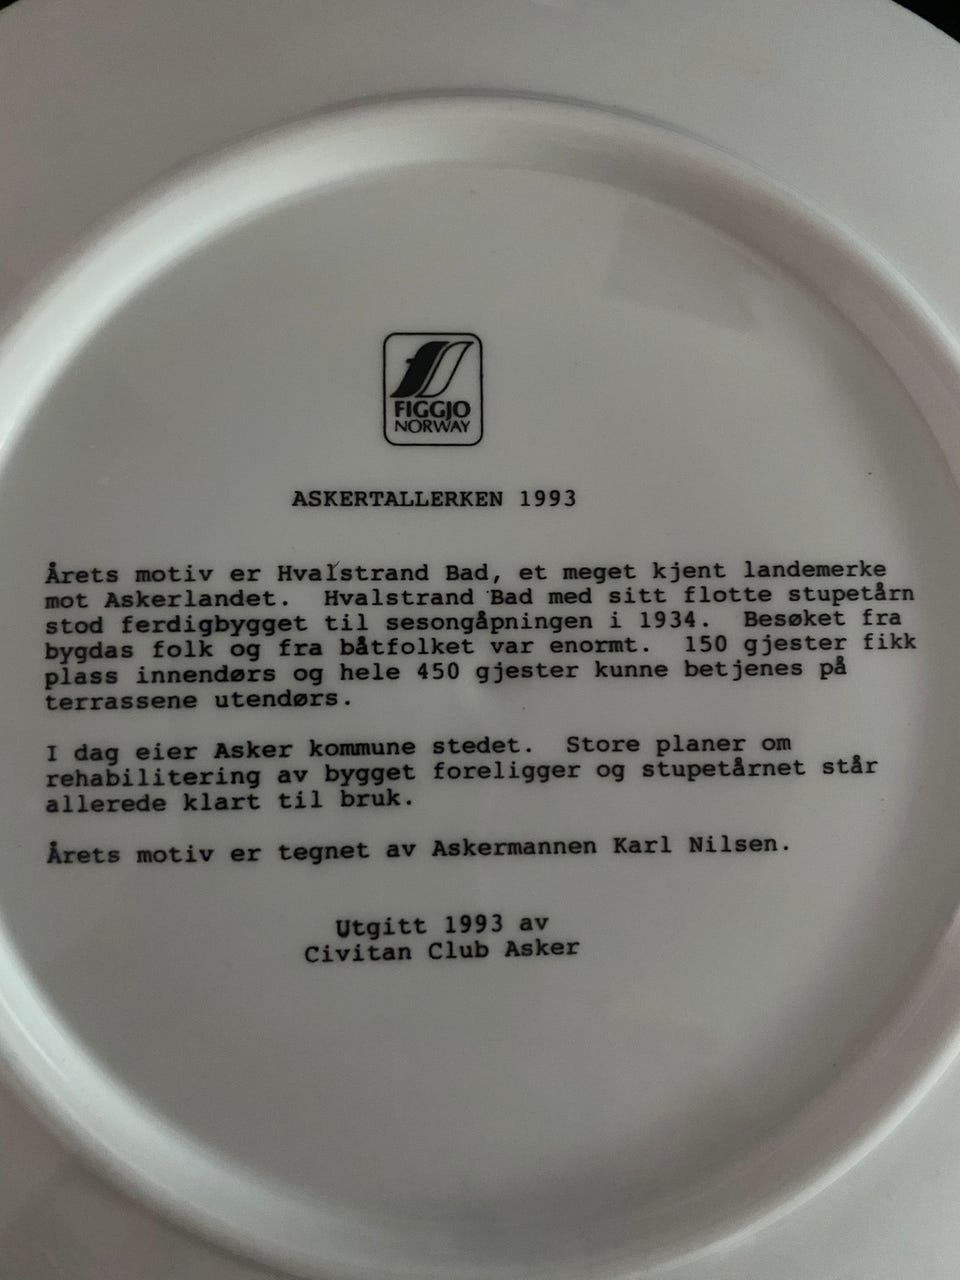 FIGGJO
NORWAY
ASKERTALLERKEN 1993
Årets motiv er Hvalstrand Bad, et meget kjent landemerke
mot Askerlandet. Hvalstrand Bad med sitt flotte stupetårn
stod ferdigbygget til sesongåpningen i 1934. Besøket fra
bygdas folk og fra båtfolket var enormt. 150 gjester fikk
plass innendørs og hele 450 gjester kunne betjenes på
terrassene utendørs.
I dag eier Asker kommune stedet. Store planer om
rehabilitering av bygget foreligger og stupetårnet står
allerede klart til bruk.
Årets motiv er tegnet av Askermannen Karl Nilsen.
Utgitt 1993 av
Civitan Club Asker